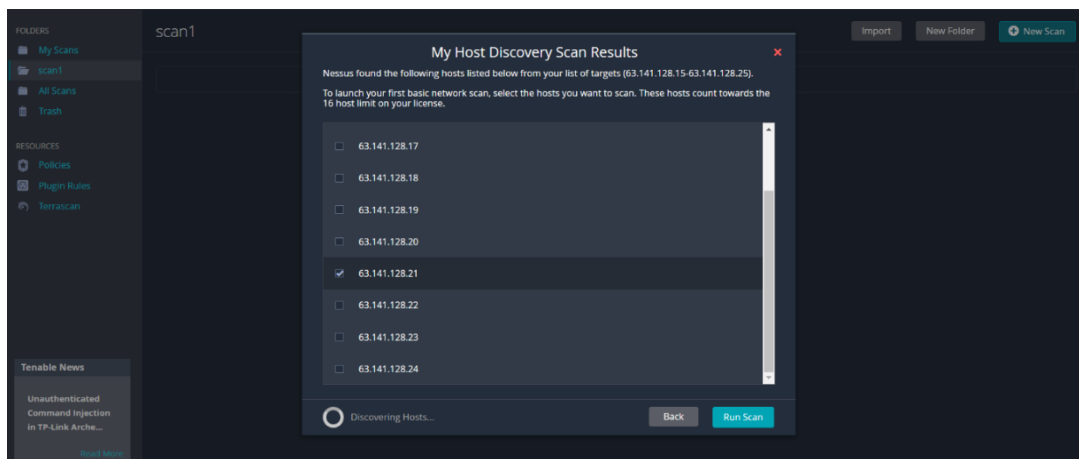 FOLDERS
My Scans
scan1
All Scans
Trash
RESOURCES
Policies
Plugin Rules
Terrascan
Tenable News
Unauthenticated
Command Injection
in TP-Link Arche...
Read More
scan1
Import
New Folder
New Scan
My Host Discovery Scan Results
Nessus found the following hosts listed below from your list of targets (63.141.128.15-63.141.128.25).
To launch your first basic network scan, select the hosts you want to scan. These hosts count towards the
16 host limit on your license.
63.141.128.17
63.141.128.18
63.141.128.19
63.141.128.20
63.141.128.21
63.141.128.22
63.141.128.23
63.141.128.24
Discovering Hosts...
Back
Run Scan